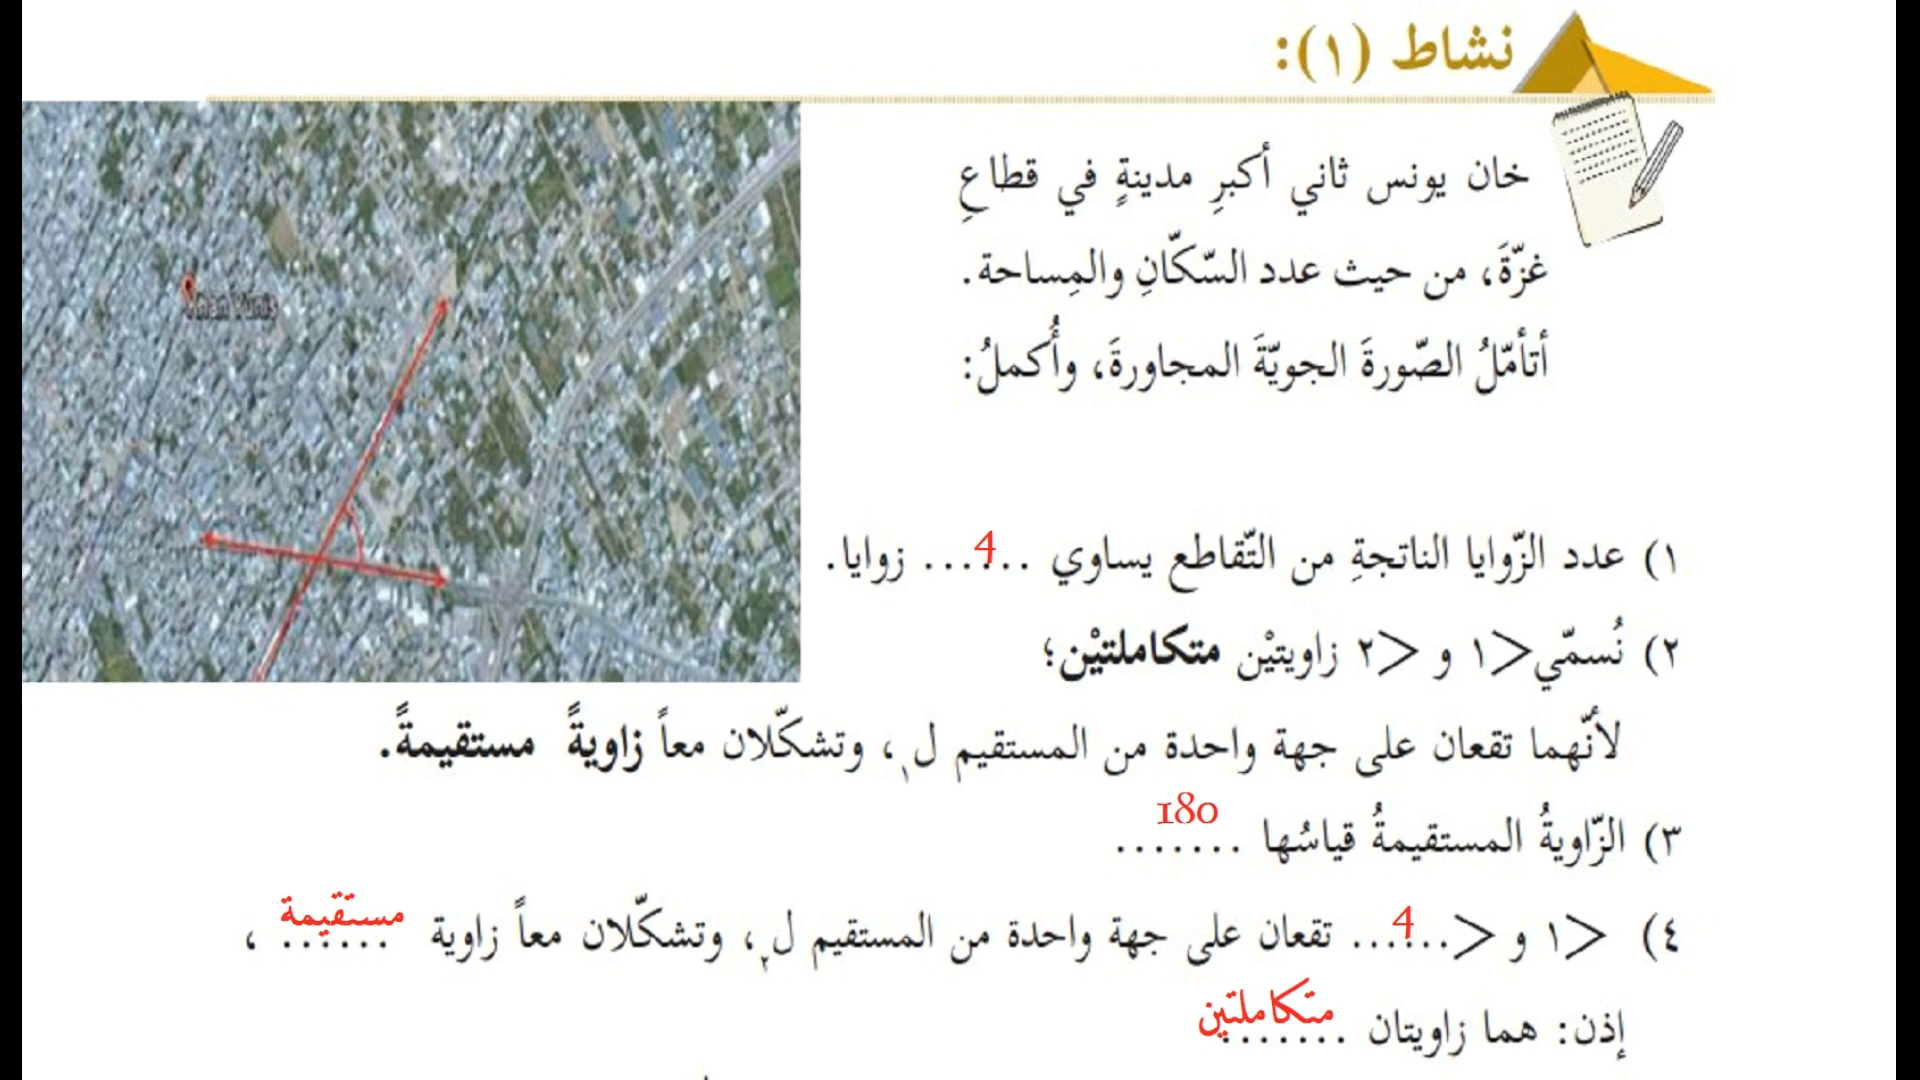 نشاط (١):
خان يونس ثاني أكبرِ مدينةٍ في قطاعِ
غزّةَ، من حيث عدد السّكّانِ والمِساحة.
أتأمّلُ الصّورةَ الجويّةَ المجاورةَ، وأُكملُ:
Khan Yunis
١) عدد الزّوايا الناتجةِ من التّقاطع يساوي ...4... زوايا.
٢) نُسمّي >١ و >٢ زاويتيْن متكاملتيْن؛
لأنّهما تقعان على جهة واحدة من المستقيم ل١، وتشكّلان معاً زاويةً مستقيمةً.
٣) الزّاويةُ المستقيمةُ قياسُها 180 .......
٤) >١ و >...4... تقعان على جهة واحدة من المستقيم ل٢، وتشكّلان معاً زاوية مستقيمة ...... ،
إذن: هما زاويتان متكاملتين .......